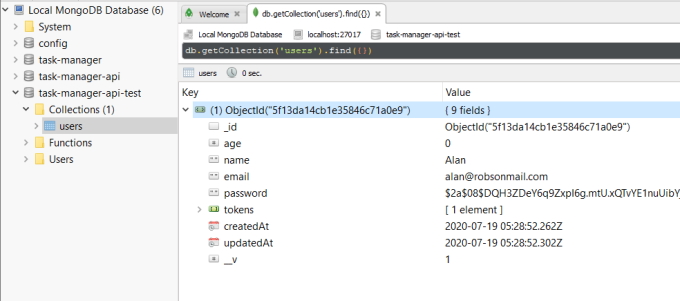 Local MongoDB Database (6)
System
config
task-manager
task-manager-api
task-manager-api-test
Collections (1)
users
Functions
Users
Welcome
db.getCollection('users').find({})
Local MongoDB Database
localhost:27017
task-manager-api-test
db.getCollection('users').find({})
users
0 sec.
Key Value
(1) ObjectId("5f13da14cb1e35846c71a0e9") { 9 fields }
_id ObjectId("5f13da14cb1e35846c71a0e9")
age 0
name Alan
email alan@robsonmail.com
password $2a$08$DQH3ZDeY6q9ZxpI6g.mtU.xQTvYE1nuUibY
tokens [ 1 element ]
createdAt 2020-07-19 05:28:52.262Z
updatedAt 2020-07-19 05:28:52.302Z
__v 1